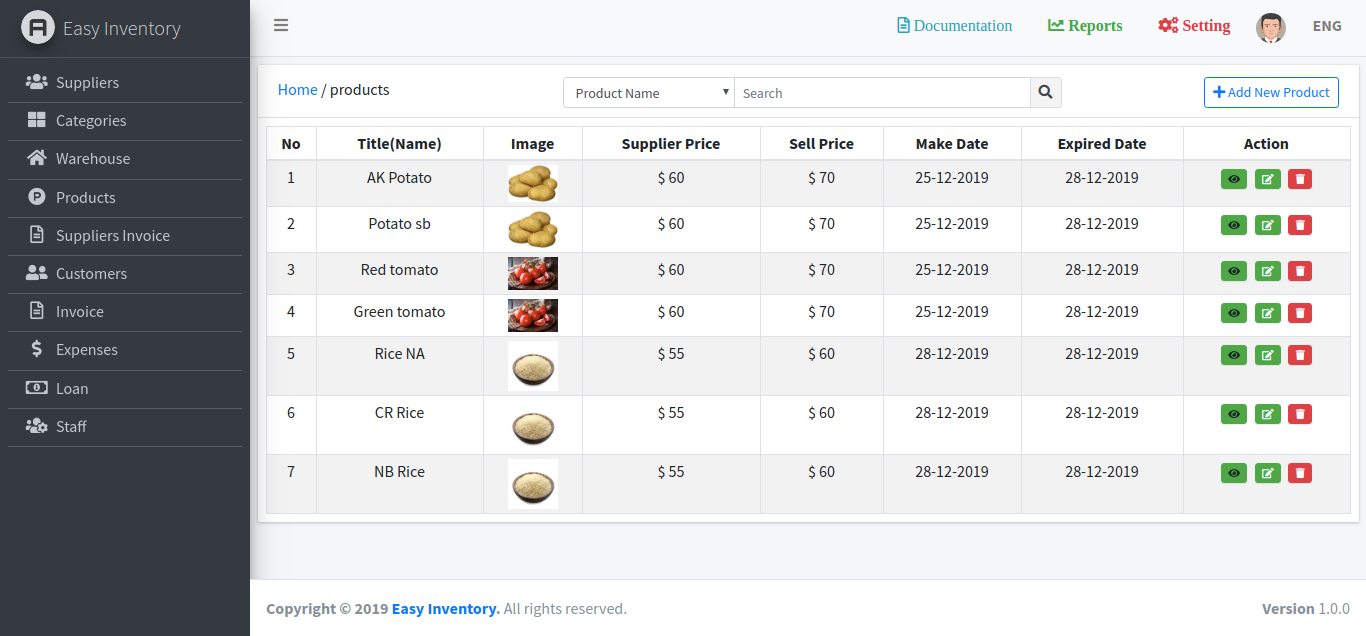 Easy Inventory
Documentation Reports Setting ENG
Suppliers
Categories
Warehouse
Products
Suppliers Invoice
Customers
Invoice
Expenses
Loan
Staff
Home / products Product Name Search Add New Product
No Title(Name) Image Supplier Price Sell Price Make Date Expired Date Action
1 AK Potato $ 60 $ 70 25-12-2019 28-12-2019
2 Potato sb $ 60 $ 70 25-12-2019 28-12-2019
3 Red tomato $ 60 $ 70 25-12-2019 28-12-2019
4 Green tomato $ 60 $ 70 25-12-2019 28-12-2019
5 Rice NA $ 55 $ 60 28-12-2019 28-12-2019
6 CR Rice $ 55 $ 60 28-12-2019 28-12-2019
7 NB Rice $ 55 $ 60 28-12-2019 28-12-2019
Copyright © 2019 Easy Inventory. All rights reserved. Version 1.0.0